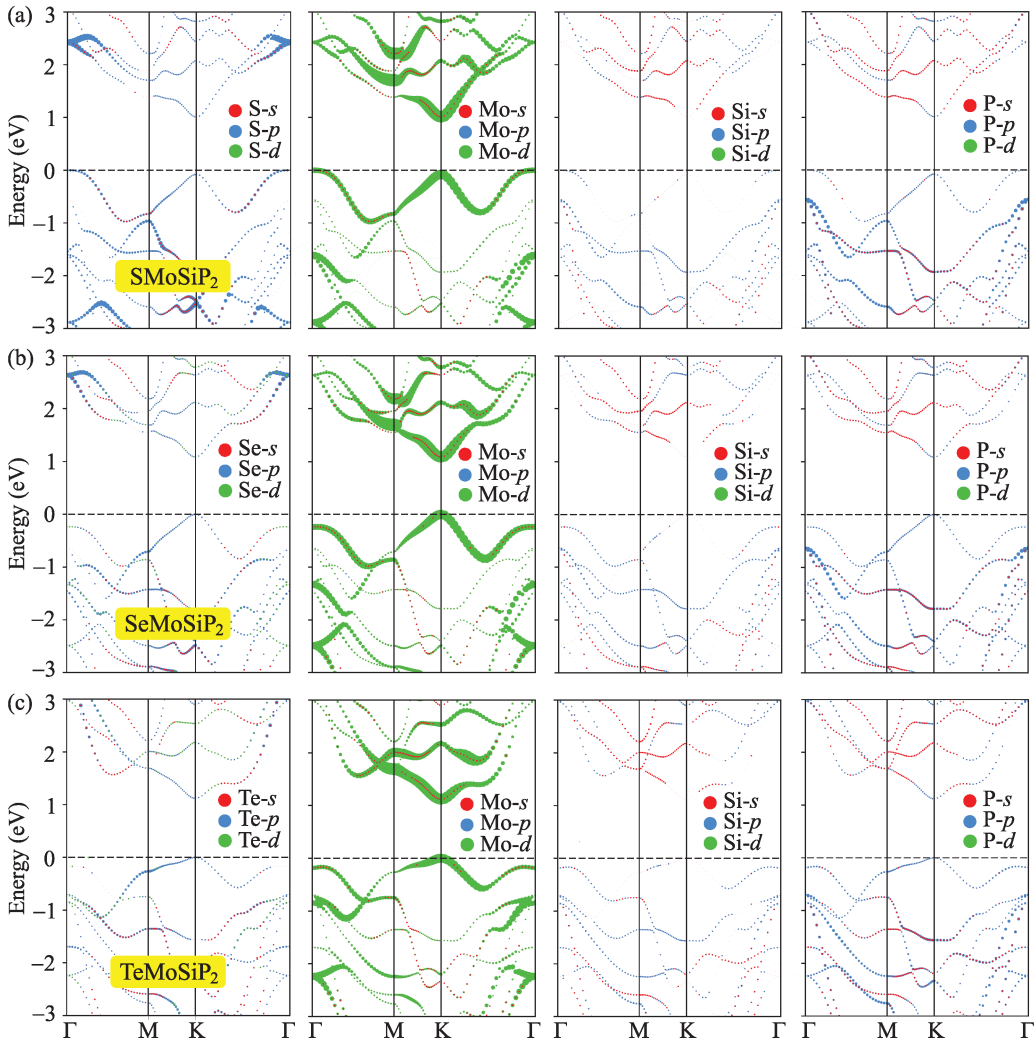 (a)
Energy (eV)
3
2
1
0
−1
−2
−3
S-s
S-p
S-d
SMoSiP2
Mo-s
Mo-p
Mo-d
Si-s
Si-p
Si-d
P-s
P-p
P-d
(b)
Energy (eV)
3
2
1
0
−1
−2
−3
Se-s
Se-p
Se-d
SeMoSiP2
Mo-s
Mo-p
Mo-d
Si-s
Si-p
Si-d
P-s
P-p
P-d
(c)
Energy (eV)
3
2
1
0
−1
−2
−3
Te-s
Te-p
Te-d
TeMoSiP2
Mo-s
Mo-p
Mo-d
Si-s
Si-p
Si-d
P-s
P-p
P-d
Γ M K Γ Γ M K Γ Γ M K Γ Γ M K Γ